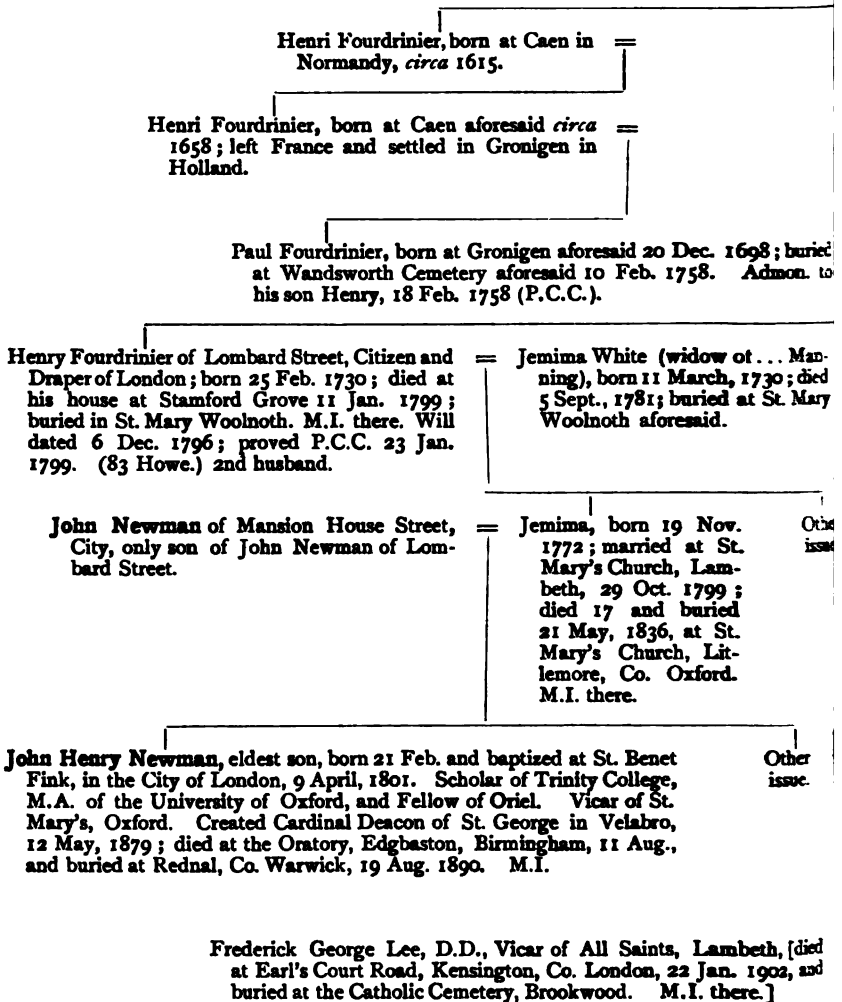 Henri Fourdrinier, born at Caen in =
Normandy, circa 1615.
Henri Fourdrinier, born at Caen aforesaid circa =
1658; left France and settled in Gronigen in
Holland.
Paul Fourdrinier, born at Gronigen aforesaid 20 Dec. 1698; buried
at Wandsworth Cemetery aforesaid 10 Feb. 1758. Admon. to
his son Henry, 18 Feb. 1758 (P.C.C.).
Henry Fourdrinier of Lombard Street, Citizen and
Draper of London; born 25 Feb. 1730; died at
his house at Stamford Grove 11 Jan. 1799;
buried in St. Mary Woolnoth. M.I. there. Will
dated 6 Dec. 1796; proved P.C.C. 23 Jan.
1799. (83 Howe.) 2nd husband.
=
Jemima White (widow ot ... Man-
ning), born 11 March, 1730; died
5 Sept., 1781; buried at St. Mary
Woolnoth aforesaid.
John Newman of Mansion House Street,
City, only son of John Newman of Lom-
bard Street.
=
Jemima, born 19 Nov.
1772; married at St.
Mary's Church, Lam-
beth, 29 Oct. 1799;
died 17 and buried
21 May, 1836, at St.
Mary's Church, Lit-
lemore, Co. Oxford.
M.I. there.
Othe
issue
John Henry Newman, eldest son, born 21 Feb. and baptized at St. Benet
Fink, in the City of London, 9 April, 1801. Scholar of Trinity College,
M.A. of the University of Oxford, and Fellow of Oriel. Vicar of St.
Mary's, Oxford. Created Cardinal Deacon of St. George in Velabro,
12 May, 1879; died at the Oratory, Edgbaston, Birmingham, 11 Aug.,
and buried at Rednal, Co. Warwick, 19 Aug. 1890. M.I.
Other
issue.
Frederick George Lee, D.D., Vicar of All Saints, Lambeth, [died
at Earl's Court Road, Kensington, Co. London, 22 Jan. 1902, and
buried at the Catholic Cemetery, Brookwood. M.I. there.]